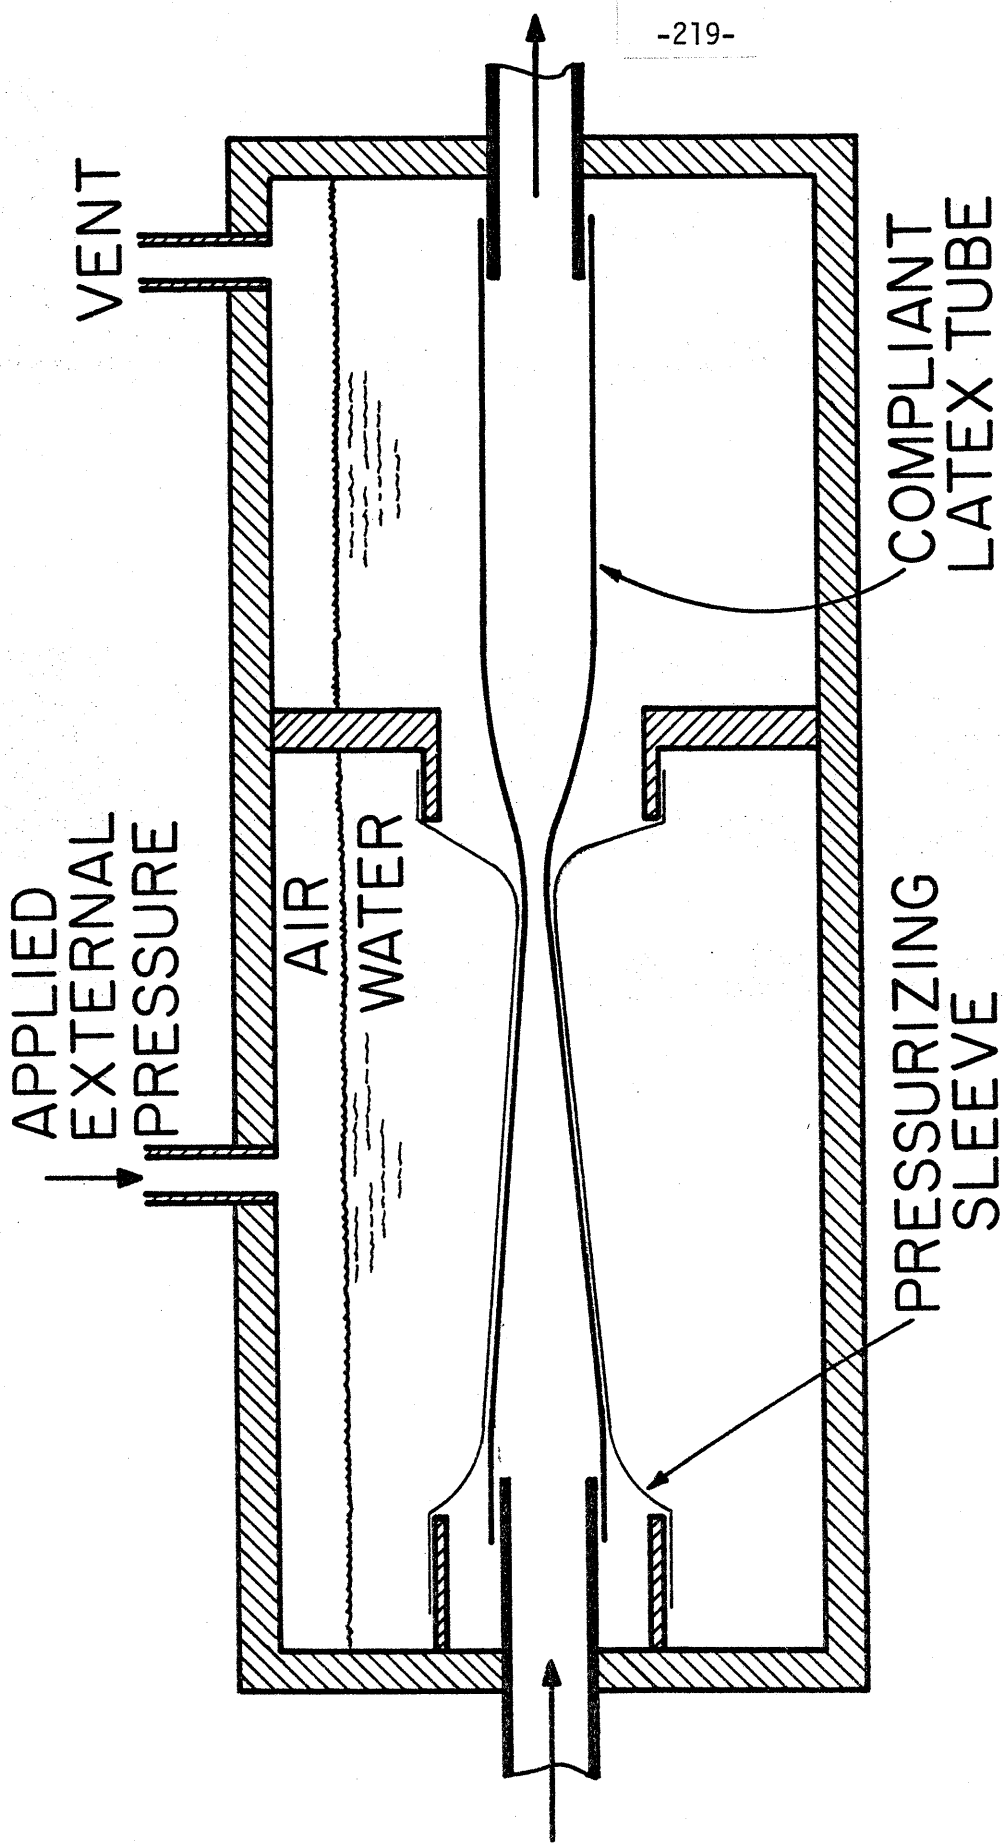 -219-
VENT
APPLIED
EXTERNAL
PRESSURE
AIR
WATER
COMPLIANT
LATEX TUBE
PRESSURIZING
SLEEVE